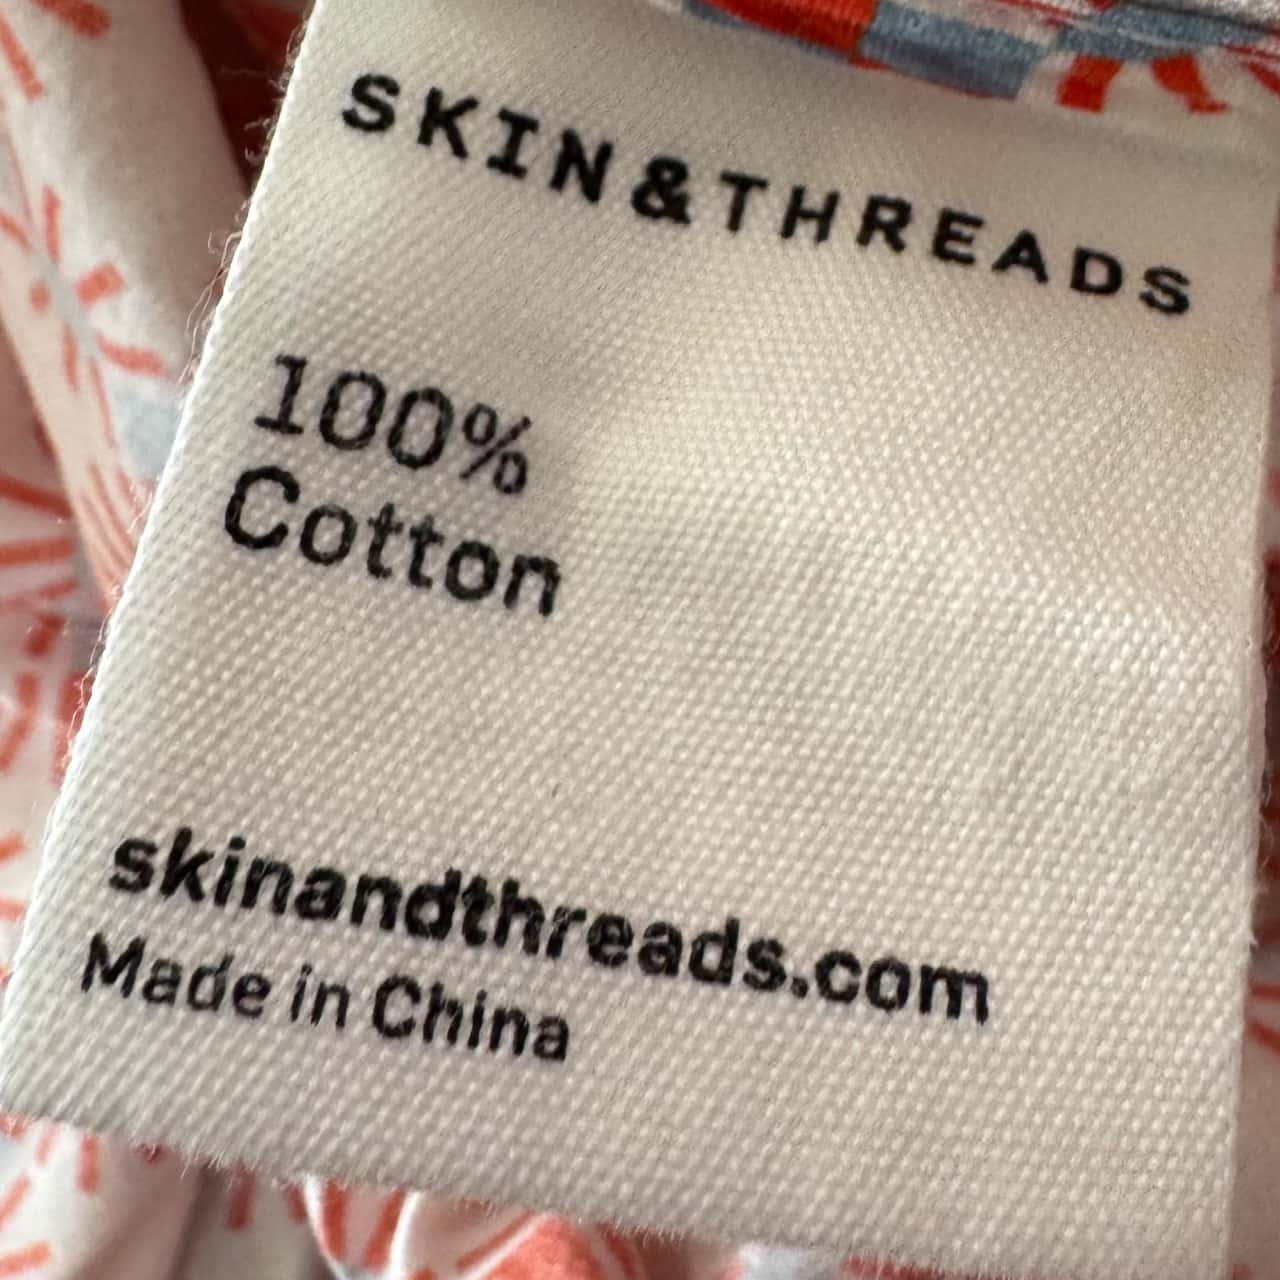 SKIN&THREADS
100%
Cotton
skinandthreads.com
Made in China